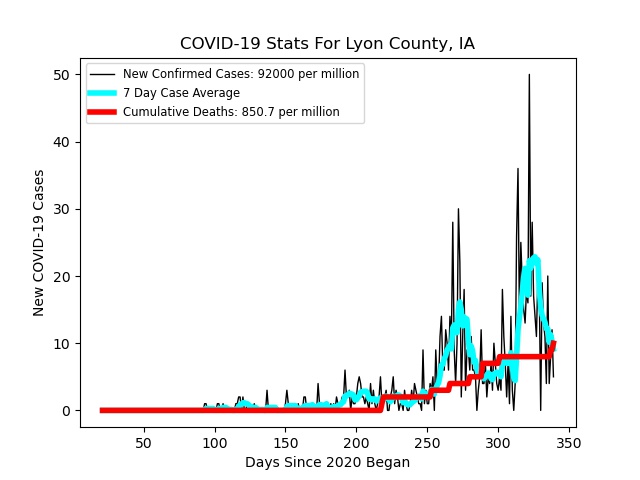 COVID-19 Stats For Lyon County, IA
New Confirmed Cases: 92000 per million
7 Day Case Average
Cumulative Deaths: 850.7 per million
New COVID-19 Cases
50
40
30
20
10
0
50 100 150 200 250 300 350
Days Since 2020 Began